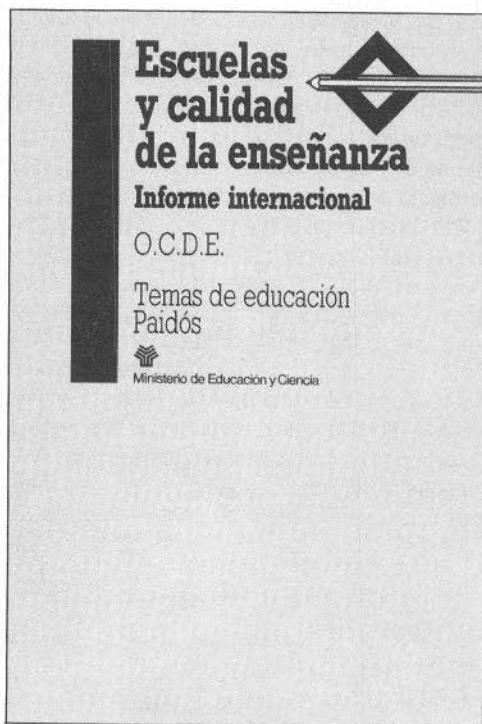 Escuelas
y calidad
de la enseñanza
Informe internacional
O.C.D.E.
Temas de educación
Paidós
Ministerio de Educación y Ciencia